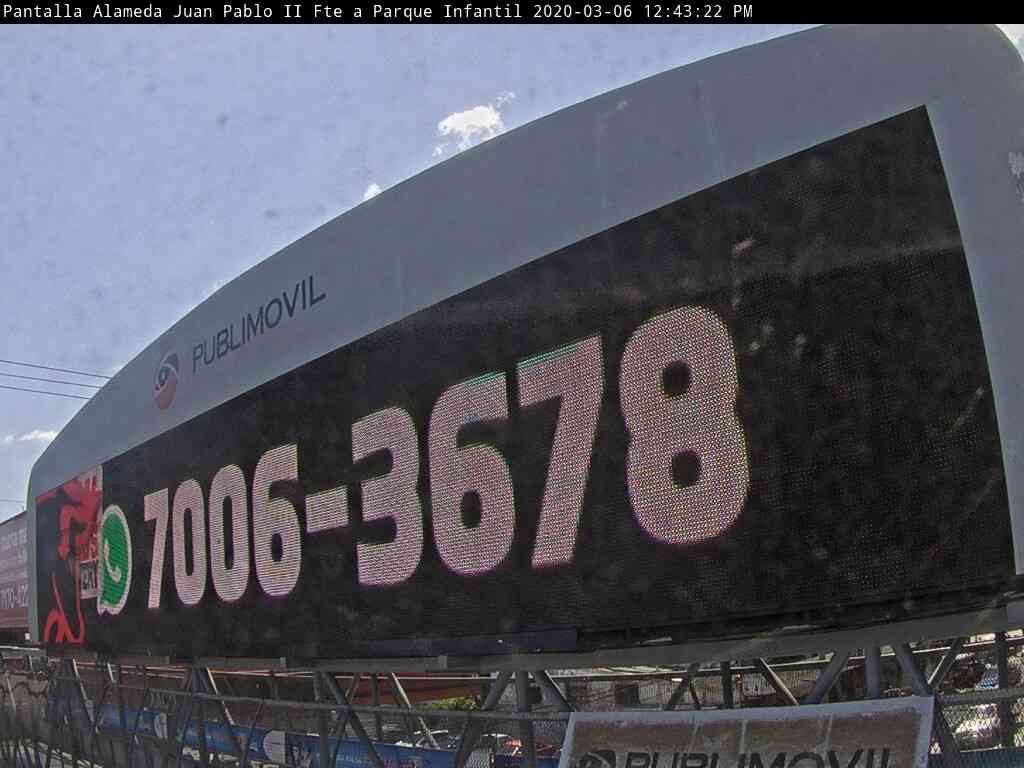 Pantalla Alameda Juan Pablo II Fte a Parque Infantil 2020-03-06 12:43:22 PM
PUBLIMOVIL
7006-3678
PUBLIMOVIL